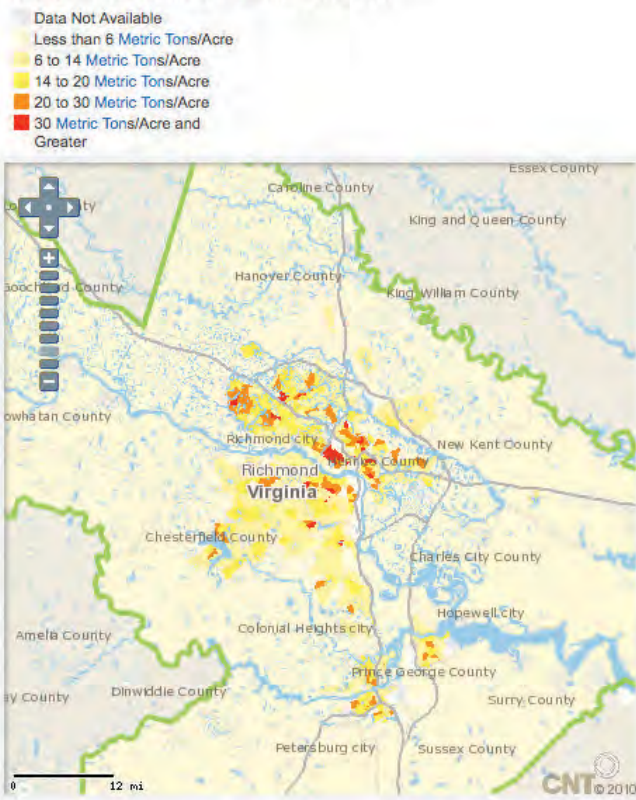 Data Not Available
Less than 6 Metric Tons/Acre
6 to 14 Metric Tons/Acre
14 to 20 Metric Tons/Acre
20 to 30 Metric Tons/Acre
30 Metric Tons/Acre and
Greater
Essex County
Caroline County
King and Queen County
Hanover County
King William County
County
owhatan County
Richmond city
New Kent County
County
Richmond
Virginia
Chesterfield County
Charles City County
Hopewell city
Colonial Heights city
Amelia County
Prince George County
Dinwiddie County
ay County
Surry County
Petersburg city
Sussex County
0 12 mi
CNT © 2010